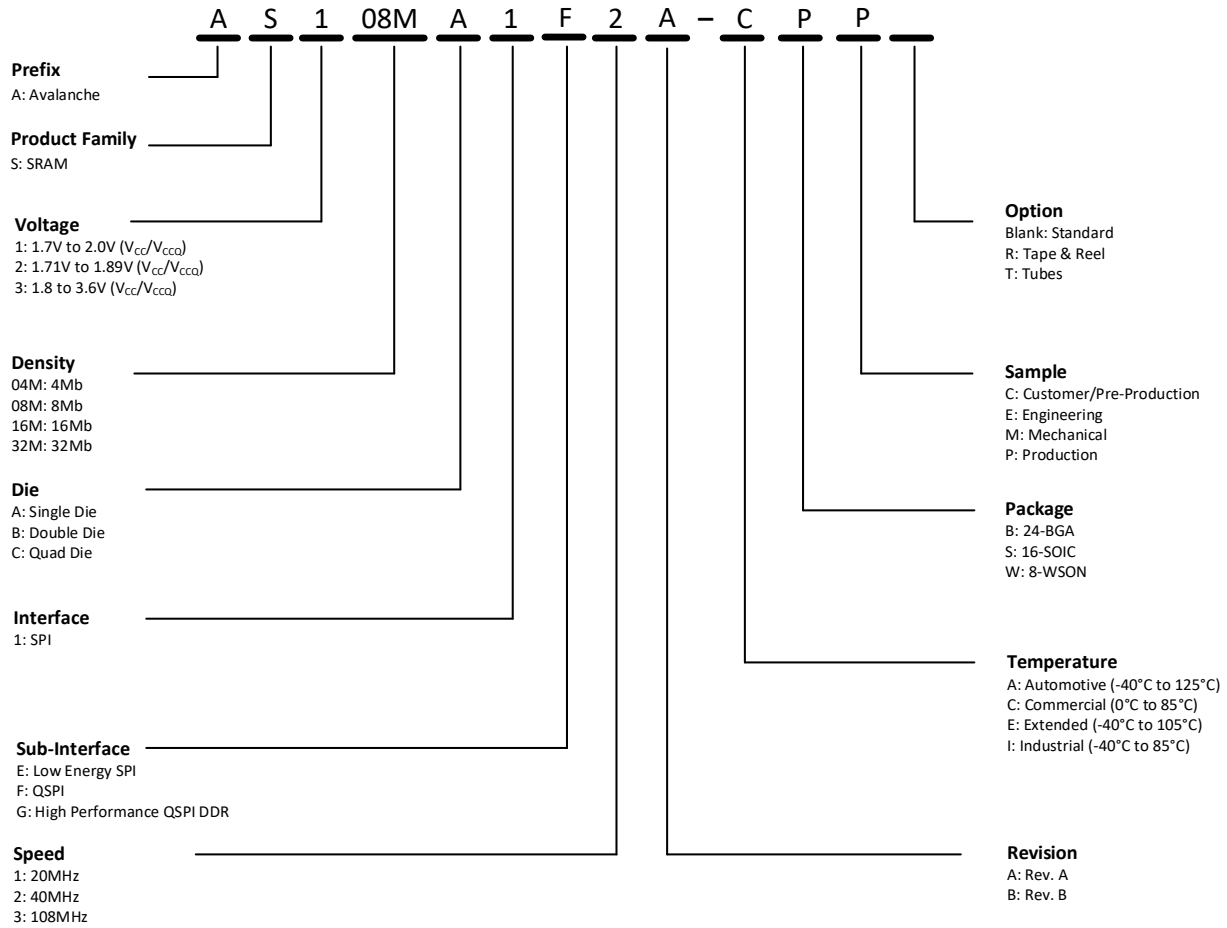 A S 1 08M A 1 F 2 A – C P P
Prefix
A: Avalanche
Product Family
S: SRAM
Voltage
1: 1.7V to 2.0V (VCC/VCCQ)
2: 1.71V to 1.89V (VCC/VCCQ)
3: 1.8 to 3.6V (VCC/VCCQ)
Density
04M: 4Mb
08M: 8Mb
16M: 16Mb
32M: 32Mb
Die
A: Single Die
B: Double Die
C: Quad Die
Interface
1: SPI
Sub-Interface
E: Low Energy SPI
F: QSPI
G: High Performance QSPI DDR
Speed
1: 20MHz
2: 40MHz
3: 108MHz
Option
Blank: Standard
R: Tape & Reel
T: Tubes
Sample
C: Customer/Pre-Production
E: Engineering
M: Mechanical
P: Production
Package
B: 24-BGA
S: 16-SOIC
W: 8-WSON
Temperature
A: Automotive (-40°C to 125°C)
C: Commercial (0°C to 85°C)
E: Extended (-40°C to 105°C)
I: Industrial (-40°C to 85°C)
Revision
A: Rev. A
B: Rev. B